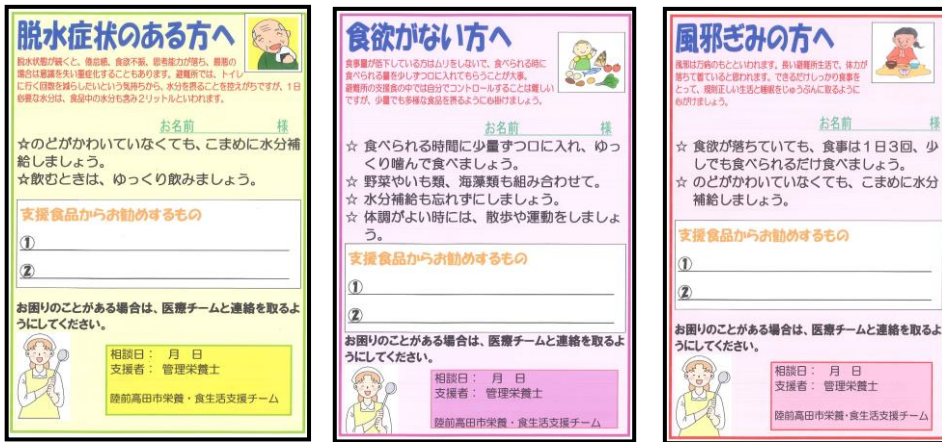 脱水症状のある方へ
脱水状態が続くと、倦怠感、食欲不振、思考能力が落ち、最悪の
場合は意識を失い重症化することもあります。避難所では、トイレ
に行く回数を減らしたいという気持ちから、水分を摂ることを控えがちですが、1日
必要な水分は、食品中の水分も含み2リットルといわれます。
お名前 様
☆のどがかわいていなくても、こまめに水分補
給しましょう。
☆飲むときは、ゆっくり飲みましょう。
支援食品からお勧めするもの
①
②
お困りのことがある場合は、医療チームと連絡を取るよ
うにしてください。
相談日： 月 日
支援者： 管理栄養士
陸前高田市栄養・食生活支援チーム
食欲がない方へ
食事量が低下している方はムリをしないで、食べられる時に
食べられる量を少しずつ口に入れてもらうことが大事。
避難所の支援食の中では自分でコントロールすることは難しい
ですが、少量でも多様な食品を摂るように心掛けましょう。
お名前 様
☆ 食べられる時間に少量ずつ口に入れ、ゆっ
くり噛んで食べましょう。
☆ 野菜やいも類、海藻類も組み合わせて。
☆ 水分補給も忘れずにしましょう。
☆ 体調がよい時には、散歩や運動をしましょ
う。
支援食品からお勧めするもの
①
②
お困りのことがある場合は、医療チームと連絡を取るよ
うにしてください。
相談日： 月 日
支援者： 管理栄養士
陸前高田市栄養・食生活支援チーム
風邪ぎみの方へ
風邪は万病のもとといわれます。長い避難所生活で、体力が
落ちて着ていると思われます。できるだけしっかり食事を
とって、規則正しい生活と睡眠をじゅうぶんに取るように
心がけましょう。
お名前 様
☆ 食欲が落ちていても、食事は1日3回、少
しでも食べられるだけ食べましょう。
☆ のどがかわいていなくても、こまめに水分
補給しましょう。
支援食品からお勧めするもの
①
②
お困りのことがある場合は、医療チームと連絡を取るよ
うにしてください。
相談日： 月 日
支援者： 管理栄養士
陸前高田市栄養・食生活支援チーム